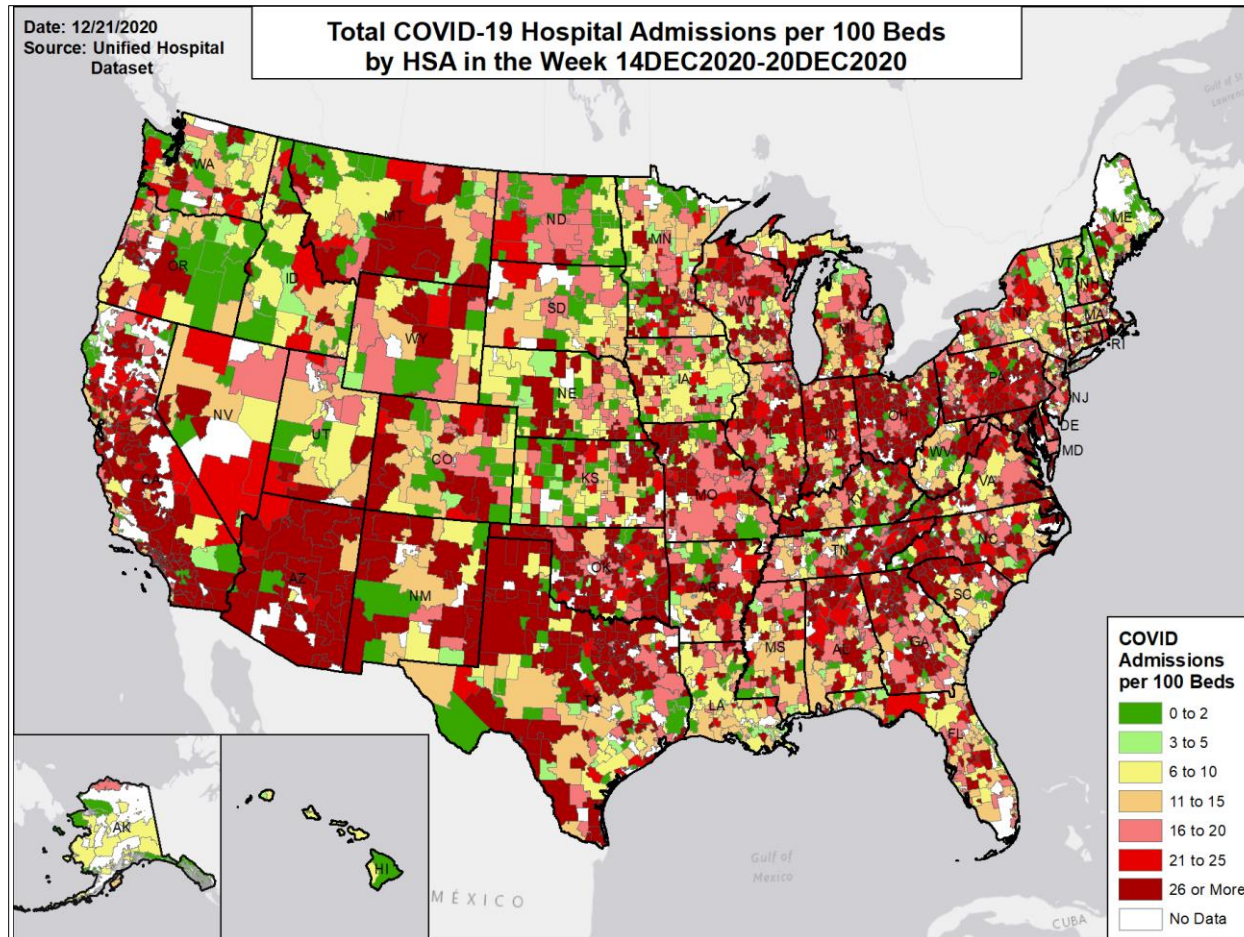 Date: 12/21/2020
Source: Unified Hospital
Dataset
Total COVID-19 Hospital Admissions per 100 Beds
by HSA in the Week 14DEC2020-20DEC2020
Gulf of St
Lawrence
WA
MT
ND
MN
ME
OR
ID
SD
WI
VT
NH
WY
MI
NY
MA
CT
RI
IA
NE
PA
NV
UT
OH
NJ
IN
DE
CO
MD
WV
CA
KS
MO
KY
VA
NC
TN
AZ
OK
NM
AR
SC
MS
AL
GA
TX
LA
FL
AK
HI
Gulf of
Mexico
MÉXICO
CUBA
COVID
Admissions
per 100 Beds
0 to 2
3 to 5
6 to 10
11 to 15
16 to 20
21 to 25
26 or More
No Data